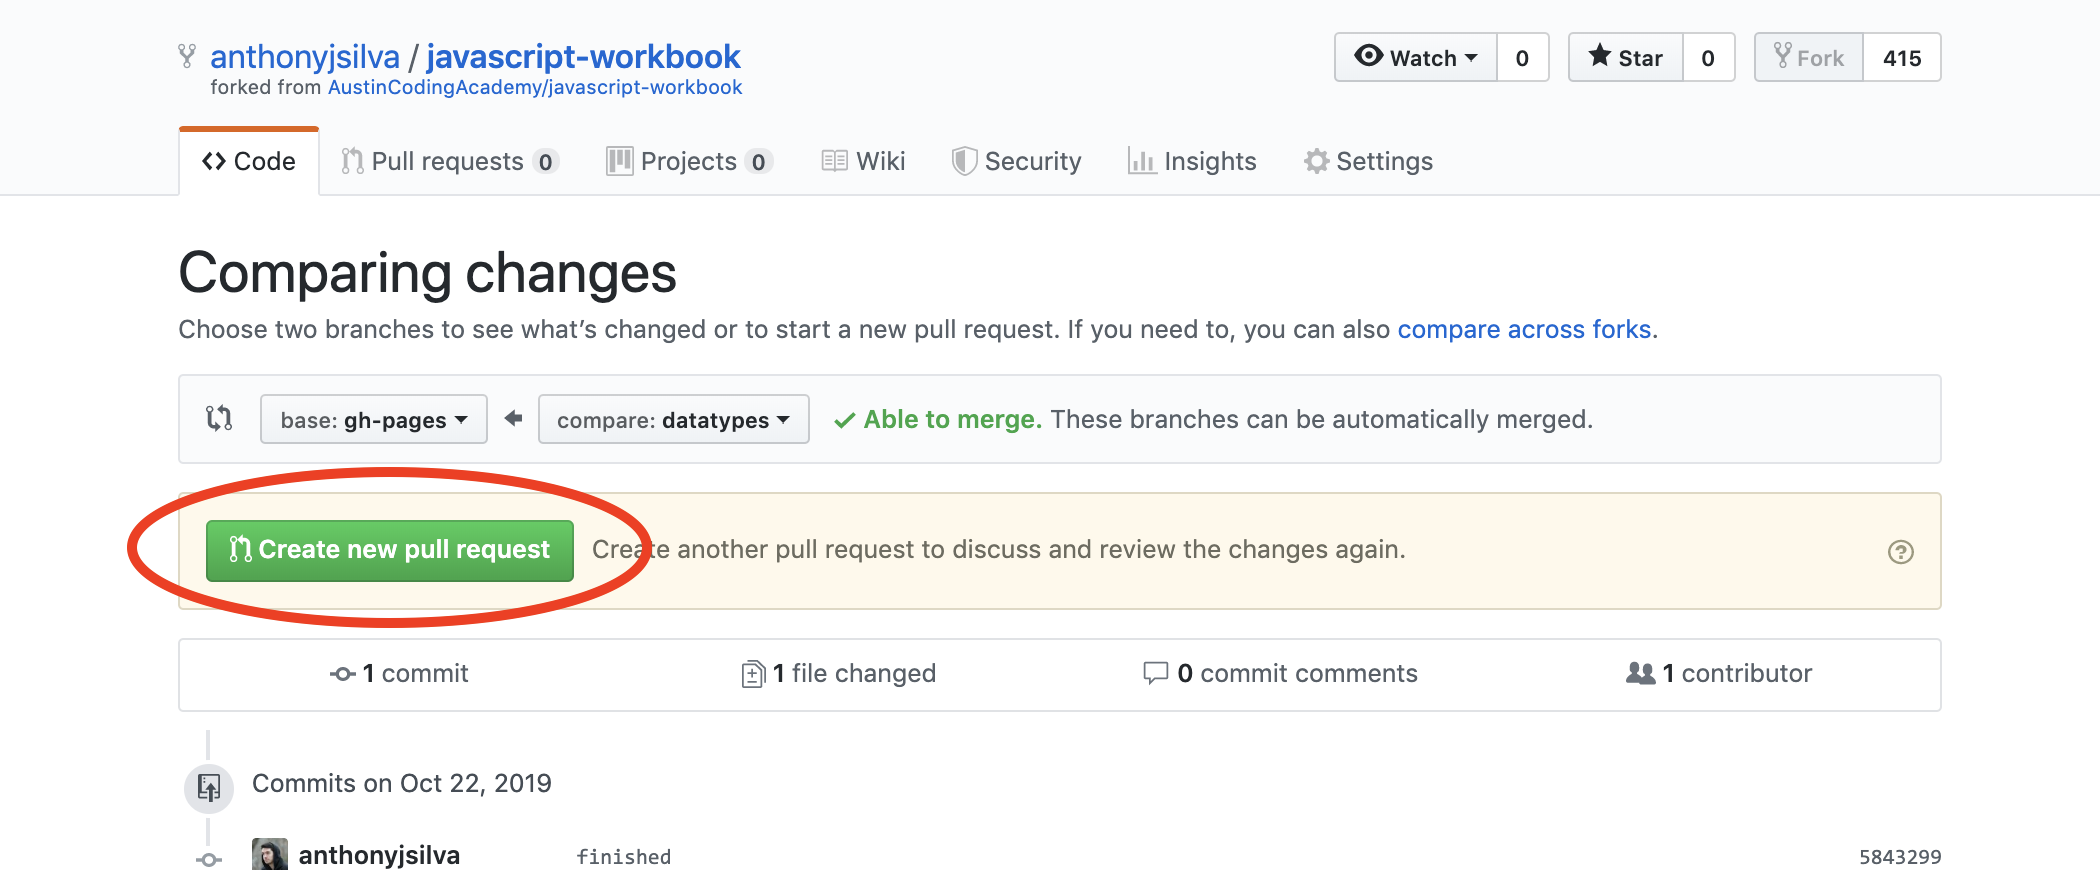 anthonyjsilva / javascript-workbook
Watch 0 Star 0 Fork 415
forked from AustinCodingAcademy/javascript-workbook
Code Pull requests 0 Projects 0 Wiki Security Insights Settings
Comparing changes
Choose two branches to see what’s changed or to start a new pull request. If you need to, you can also compare across forks.
base: gh-pages compare: datatypes Able to merge. These branches can be automatically merged.
Create new pull request Create another pull request to discuss and review the changes again. ?
1 commit 1 file changed 0 commit comments 1 contributor
Commits on Oct 22, 2019
anthonyjsilva finished 5843299